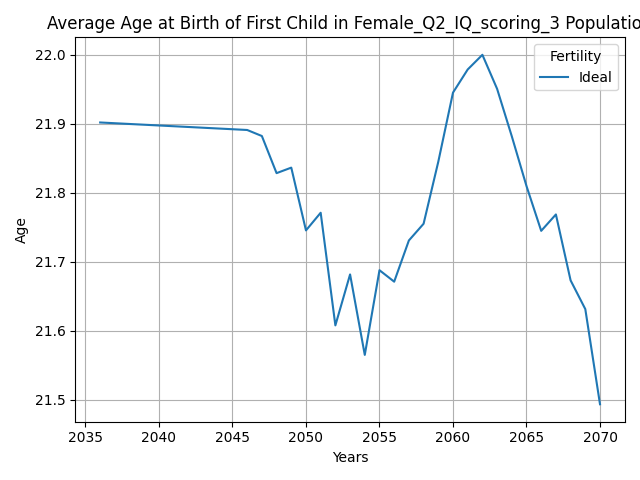 Average Age at Birth of First Child in Female_Q2_IQ_scoring_3 Populatio
22.0
21.9
21.8
21.7
21.6
21.5
Age
Fertility
Ideal
2035 2040 2045 2050 2055 2060 2065 2070
Years